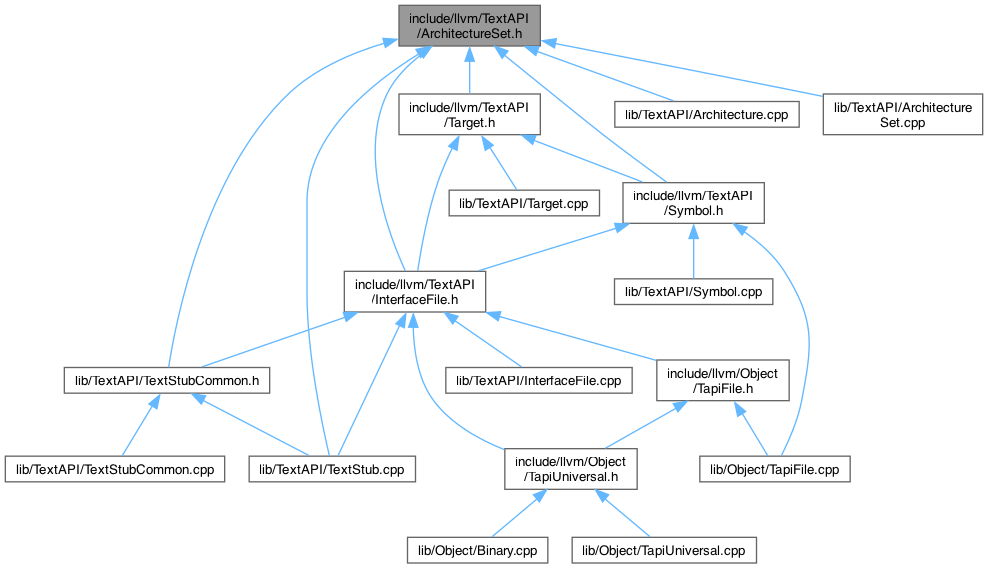 include/llvm/TextAPI
/ArchitectureSet.h
include/llvm/TextAPI
/Target.h
lib/TextAPI/Architecture.cpp
lib/TextAPI/Architecture
Set.cpp
lib/TextAPI/Target.cpp
include/llvm/TextAPI
/Symbol.h
include/llvm/TextAPI
/InterfaceFile.h
lib/TextAPI/Symbol.cpp
lib/TextAPI/TextStubCommon.h
lib/TextAPI/InterfaceFile.cpp
include/llvm/Object
/TapiFile.h
lib/TextAPI/TextStubCommon.cpp
lib/TextAPI/TextStub.cpp
include/llvm/Object
/TapiUniversal.h
lib/Object/TapiFile.cpp
lib/Object/Binary.cpp
lib/Object/TapiUniversal.cpp